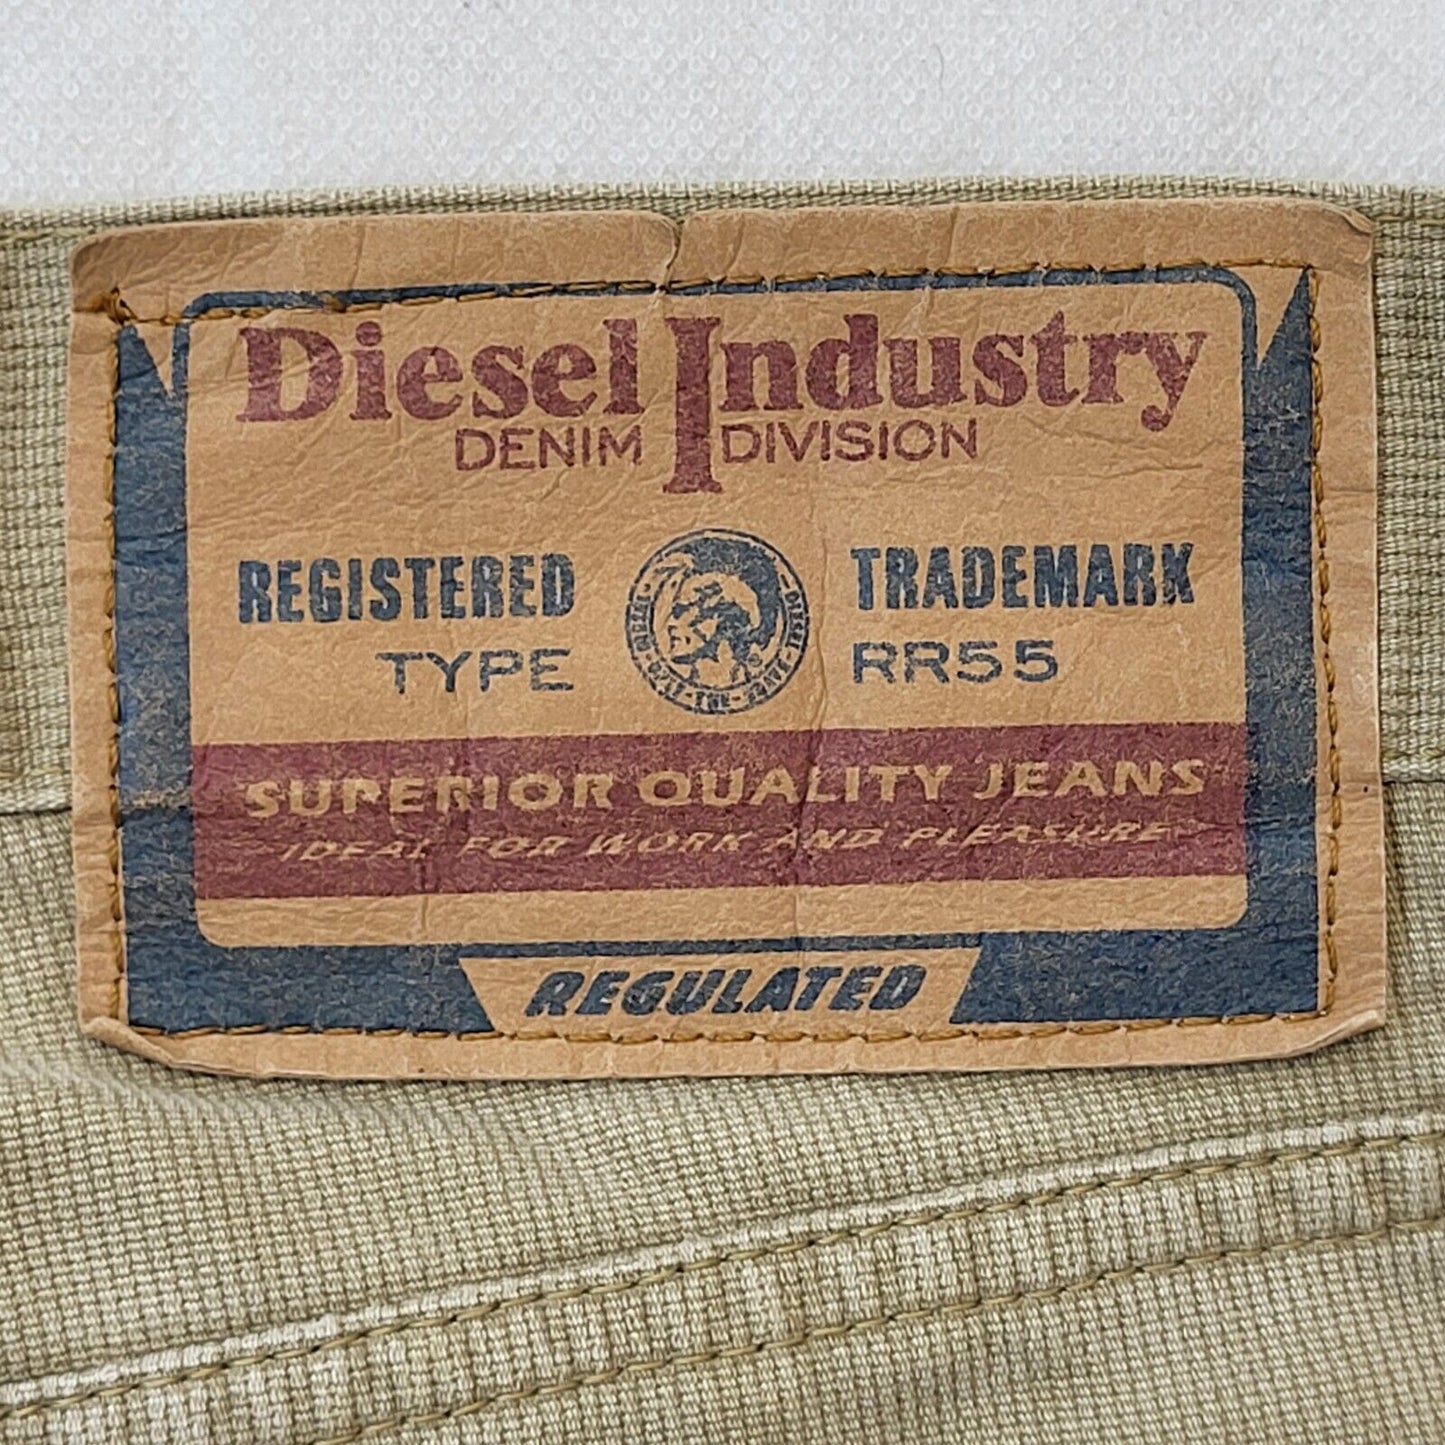 Diesel Industry
DENIM DIVISION
REGISTERED TRADEMARK
TYPE RR55
SUPERIOR QUALITY JEANS
IDEAL FOR WORK AND PLEASURE
REGULATED